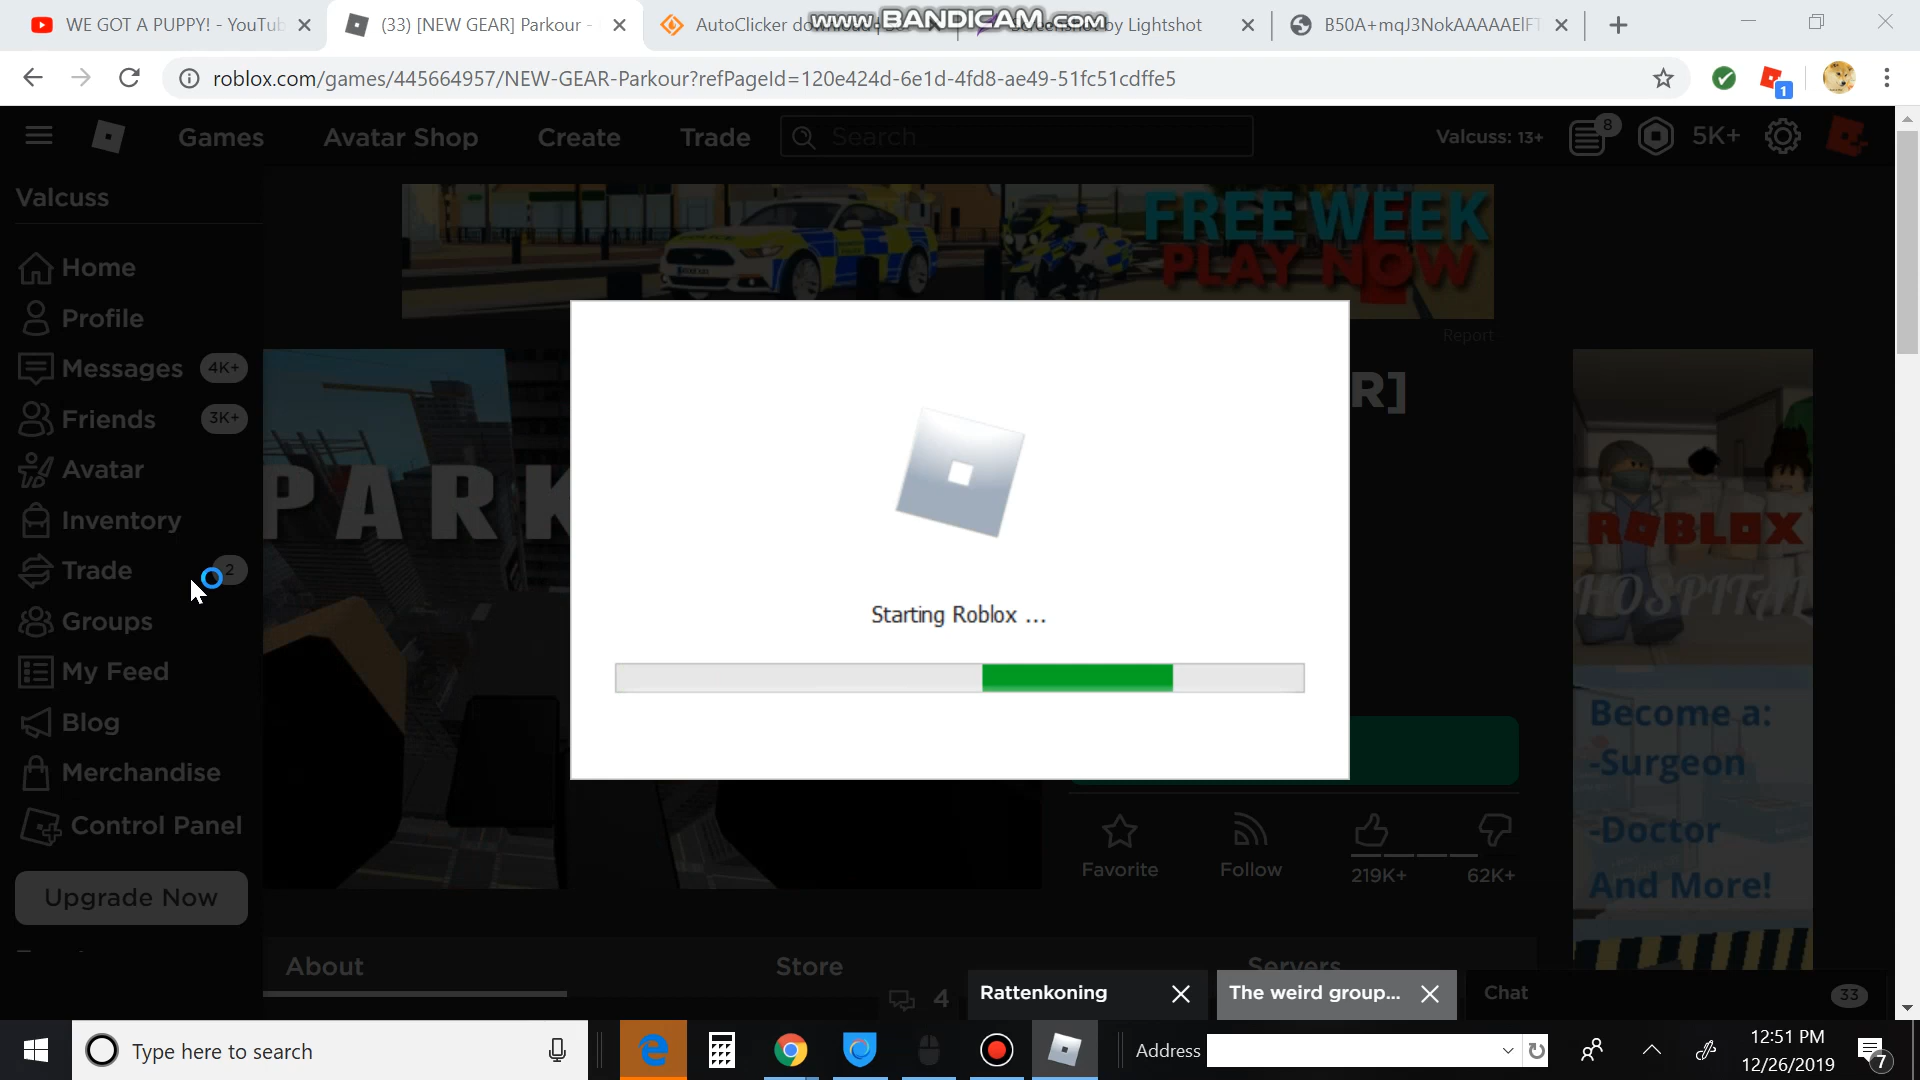 WE GOT A PUPPY! - YouTub
(33) [NEW GEAR] Parkour -
AutoClicker
Screenshot by Lightshot
B50A+mqJ3NokAAAAAElFT
www.BANDICAM.COM
roblox.com/games/445664957/NEW-GEAR-Parkour?refPageId=120e424d-6e1d-4fd8-ae49-51fc51cdffe5
1
Games
Avatar Shop
Create
Trade
Search
Valcuss: 13+
8
5K+
Valcuss
Home
Profile
Messages
4K+
Friends
3K+
Avatar
Inventory
Trade
2
Groups
My Feed
Blog
Merchandise
Control Panel
Upgrade Now
FREE WEEK
PLAY NOW
Report
PARK
R]
Starting Roblox ...
Favorite
Follow
219K+
62K+
ROBLOX
HOSPITAL
Become a:
-Surgeon
-Doctor
And More!
About
Store
Servers
4
Rattenkoning
The weird group...
Chat
33
Type here to search
Address
12:51 PM
12/26/2019
7